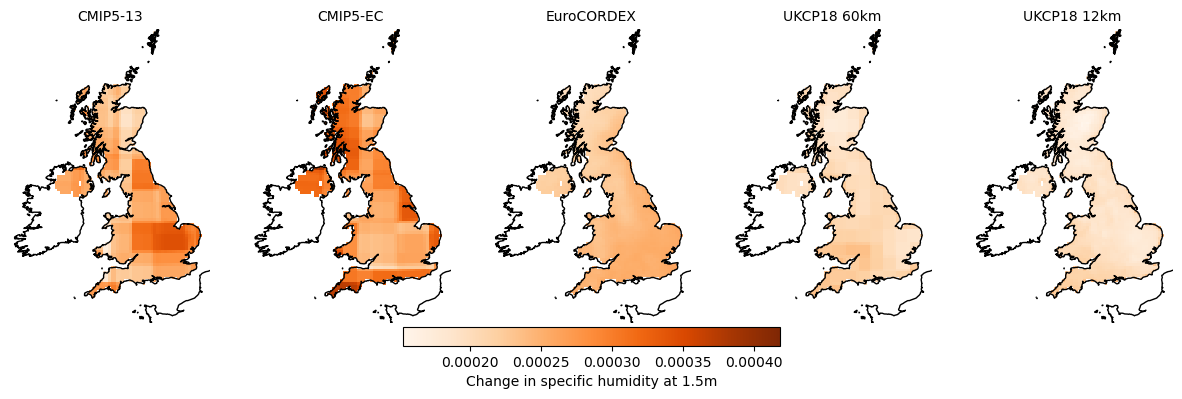 CMIP5-13
CMIP5-EC
EuroCORDEX
UKCP18 60km
UKCP18 12km
0.00020
0.00025
0.00030
0.00035
0.00040
Change in specific humidity at 1.5m